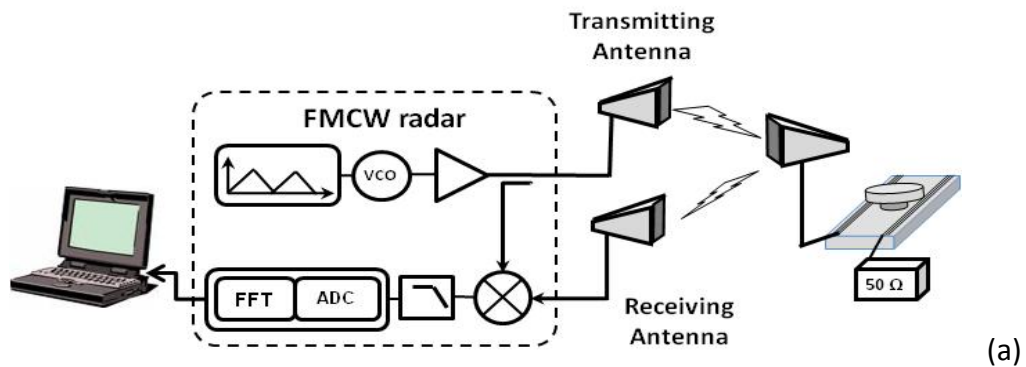 Transmitting
Antenna
FMCW radar
VCO
FFT
ADC
50 Ω
Receiving
Antenna
(a)